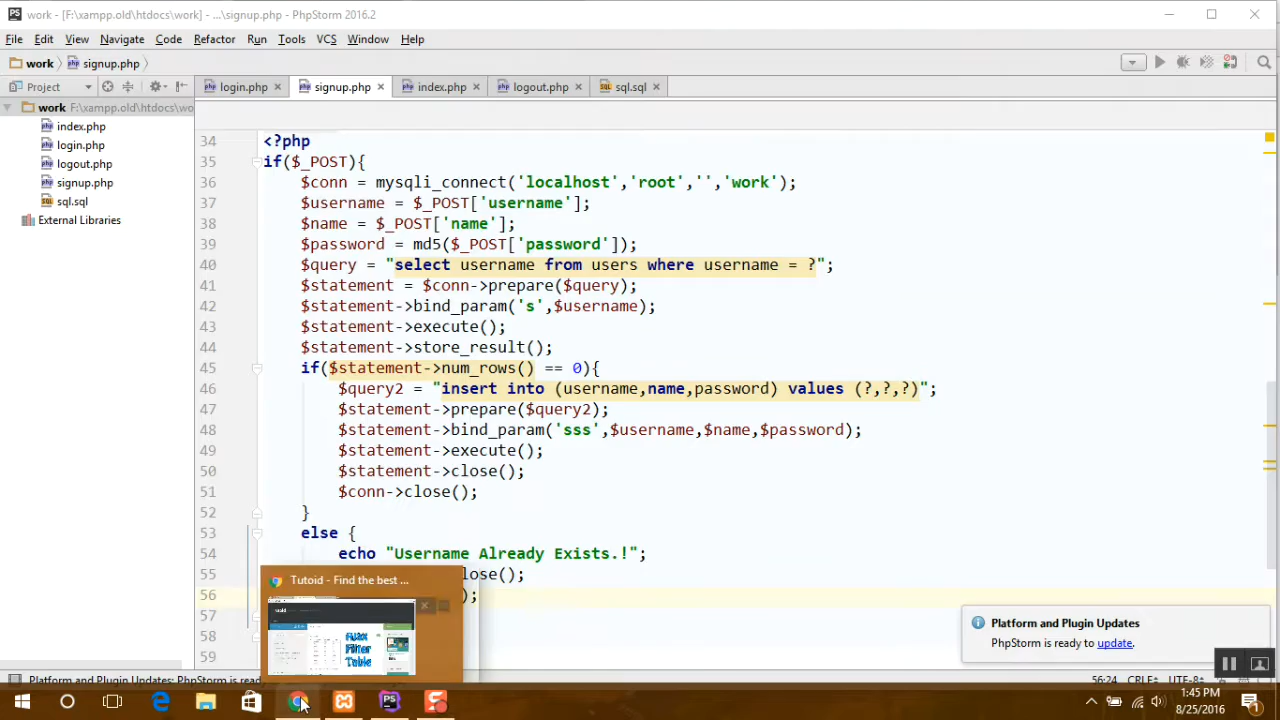 PS work - [F:\xampp.old\htdocs\work] - ...\signup.php - PhpStorm 2016.2
File Edit View Navigate Code Refactor Run Tools VCS Window Help
work signup.php
Project login.php signup.php index.php logout.php sql.sql
work F:\xampp.old\htdocs\wo
index.php
login.php
logout.php
signup.php
sql.sql
External Libraries
34 <?php
35 if($_POST){
36 $conn = mysqli_connect('localhost','root','','work');
37 $username = $_POST['username'];
38 $name = $_POST['name'];
39 $password = md5($_POST['password']);
40 $query = "select username from users where username = ?";
41 $statement = $conn->prepare($query);
42 $statement->bind_param('s',$username);
43 $statement->execute();
44 $statement->store_result();
45 if($statement->num_rows() == 0){
46 $query2 = "insert into (username,name,password) values (?,?,?)";
47 $statement->prepare($query2);
48 $statement->bind_param('sss',$username,$name,$password);
49 $statement->execute();
50 $statement->close();
51 $conn->close();
52 }
53 else {
54 echo "Username Already Exists.!";
55 lose();
56 );
57
58
59
Tutoid - Find the best ...
FILTER
Table
Platform and Plugin Updates
PhpStorm is ready to update.
Platform and Plugin Updates: PhpStorm is rea
56:24 CRLF÷ UTF-8÷
1:45 PM
8/25/2016
1